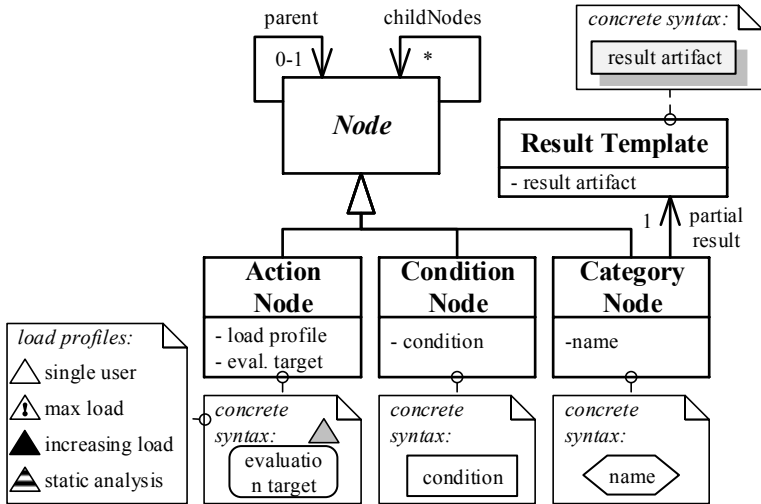 parent
childNodes
0-1
*
Node
concrete syntax:
result artifact
Result Template
- result artifact
1
partial
result
Action
Node
- load profile
- eval. target
Condition
Node
- condition
Category
Node
-name
load profiles:
single user
max load
increasing load
static analysis
concrete
syntax:
evaluatio
n target
concrete
syntax:
condition
concrete
syntax:
name